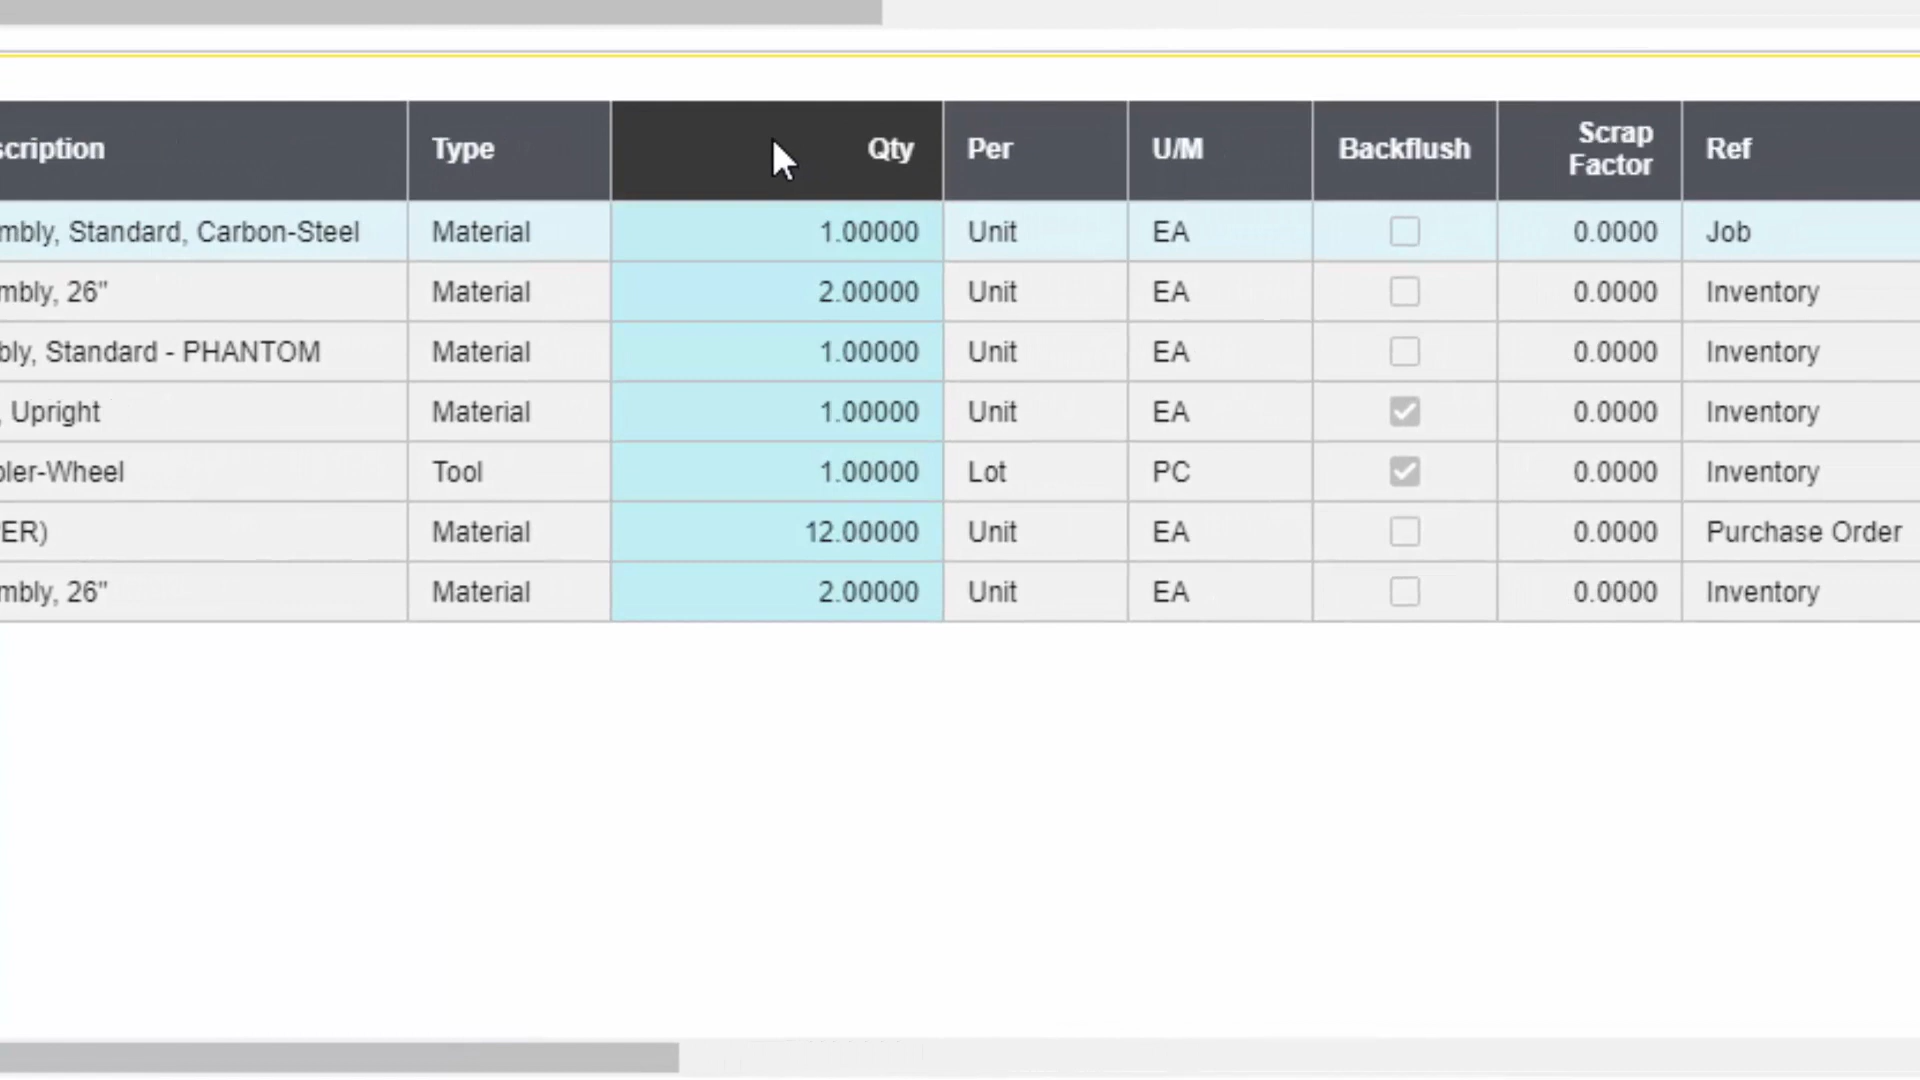 scription Type Qty Per U/M Backflush Scrap Factor Ref
mbly, Standard, Carbon-Steel Material 1.00000 Unit EA 0.0000 Job
mbly, 26" Material 2.00000 Unit EA 0.0000 Inventory
bly, Standard - PHANTOM Material 1.00000 Unit EA 0.0000 Inventory
, Upright Material 1.00000 Unit EA 0.0000 Inventory
ler-Wheel Tool 1.00000 Lot PC 0.0000 Inventory
ER) Material 12.00000 Unit EA 0.0000 Purchase Order
mbly, 26" Material 2.00000 Unit EA 0.0000 Inventory